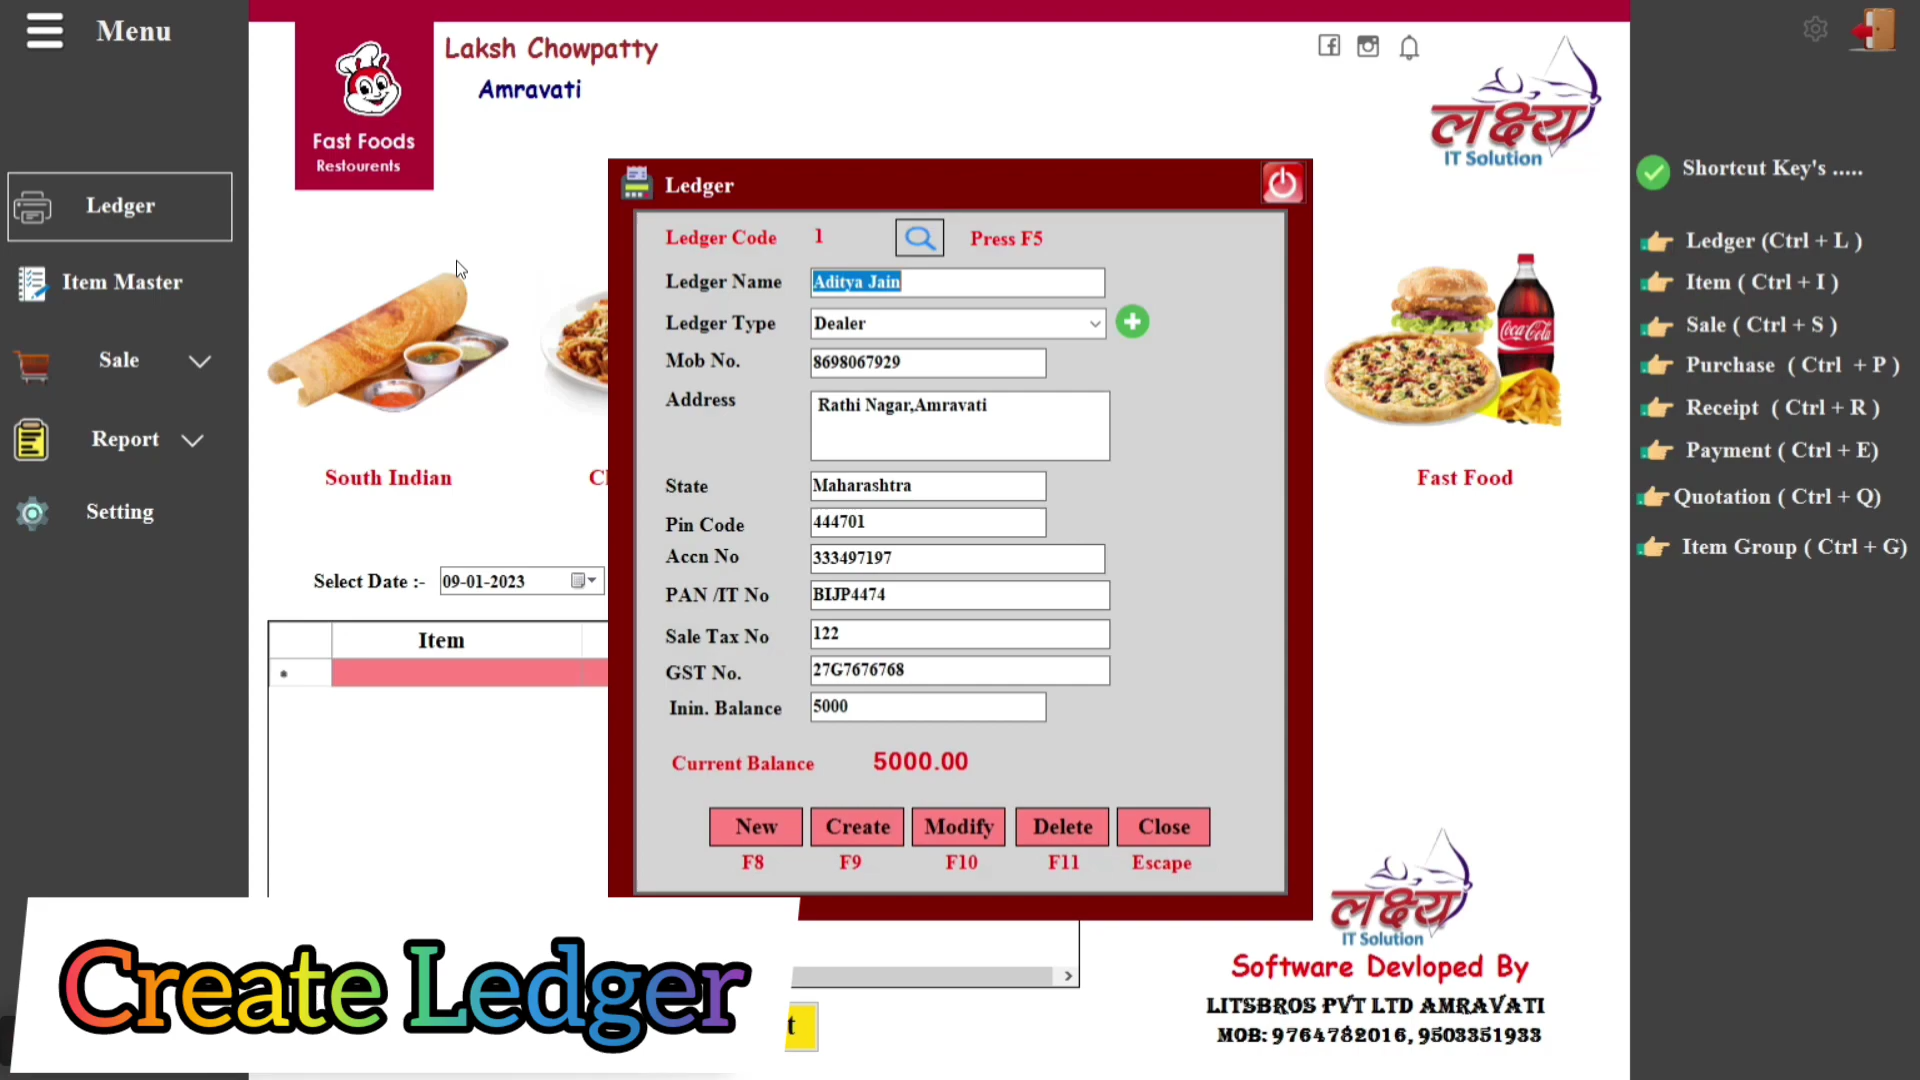 Menu
Ledger
Item Master
Sale
Report
Setting
Fast Foods
Restourents
Laksh Chowpatty
Amravati
लक्ष्य
IT Solution
South Indian
Fast Food
Select Date :- 09-01-2023
Item
Ledger
Ledger Code 1 Press F5
Ledger Name Aditya Jain
Ledger Type Dealer
Mob No. 8698067929
Address Rathi Nagar,Amravati
State Maharashtra
Pin Code 444701
Accn No 333497197
PAN /IT No BIJP4474
Sale Tax No 122
GST No. 27G7676768
Inin. Balance 5000
Current Balance 5000.00
New Create Modify Delete Close
F8 F9 F10 F11 Escape
Coca-Cola
Shortcut Key's .....
Ledger (Ctrl + L )
Item ( Ctrl + I )
Sale ( Ctrl + S )
Purchase ( Ctrl + P )
Receipt ( Ctrl + R )
Payment ( Ctrl + E)
Quotation ( Ctrl + Q)
Item Group ( Ctrl + G)
Create Ledger
लक्ष्य
IT Solution
Software Devloped By
LITSBROS PVT LTD AMRAVATI
MOB: 9764782016, 9503351933